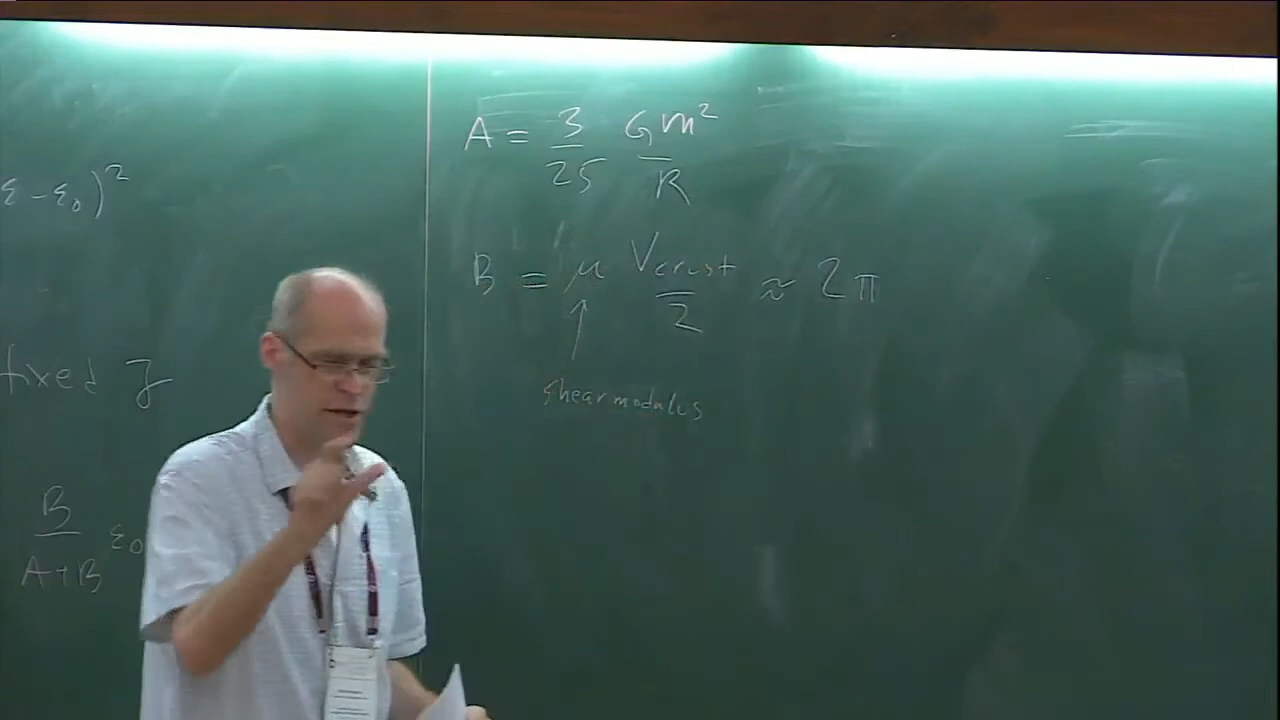 ε - ε₀)²
fixed J
B
—
A+B ε₀
A = 3/25 GM²/R
B = μ Vcrust/2 ≈ 2π
↑
shear modulus